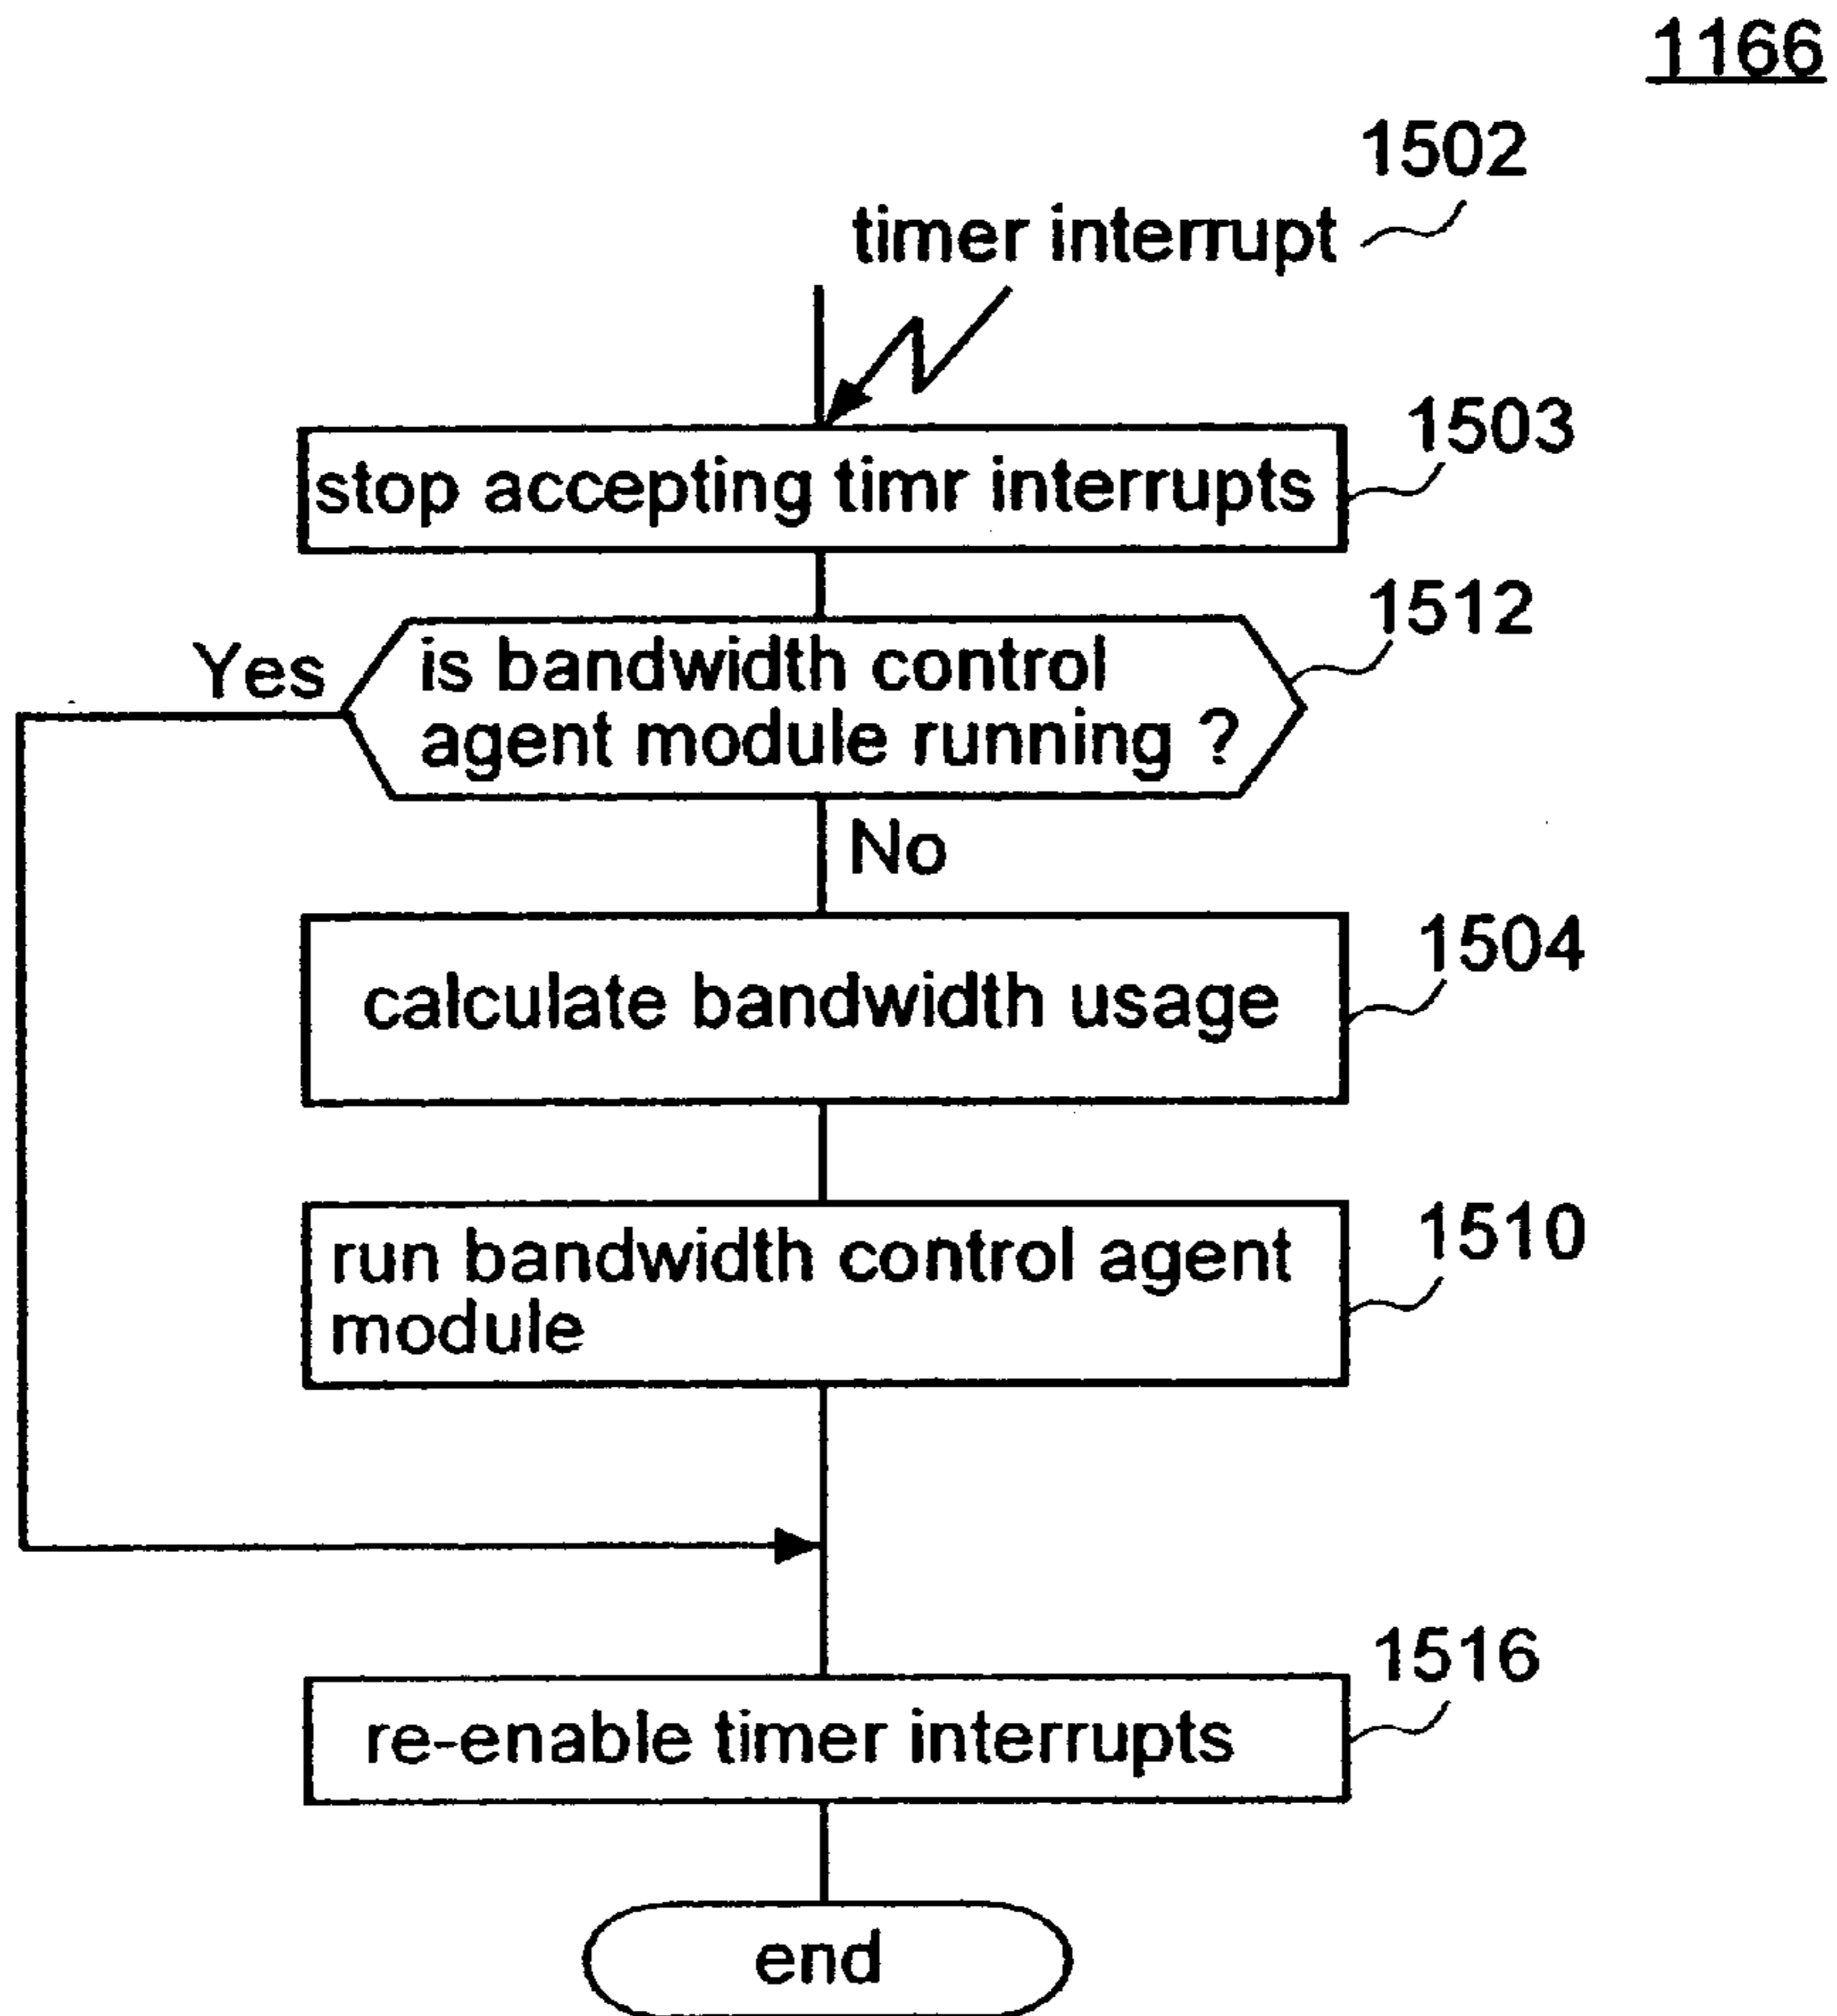 1166
1502
timer interrupt
1503
stop accepting timr interrupts
1512
Yes
is bandwidth control
agent module running ?
No
1504
calculate bandwidth usage
1510
run bandwidth control agent
module
1516
re-enable timer interrupts
end